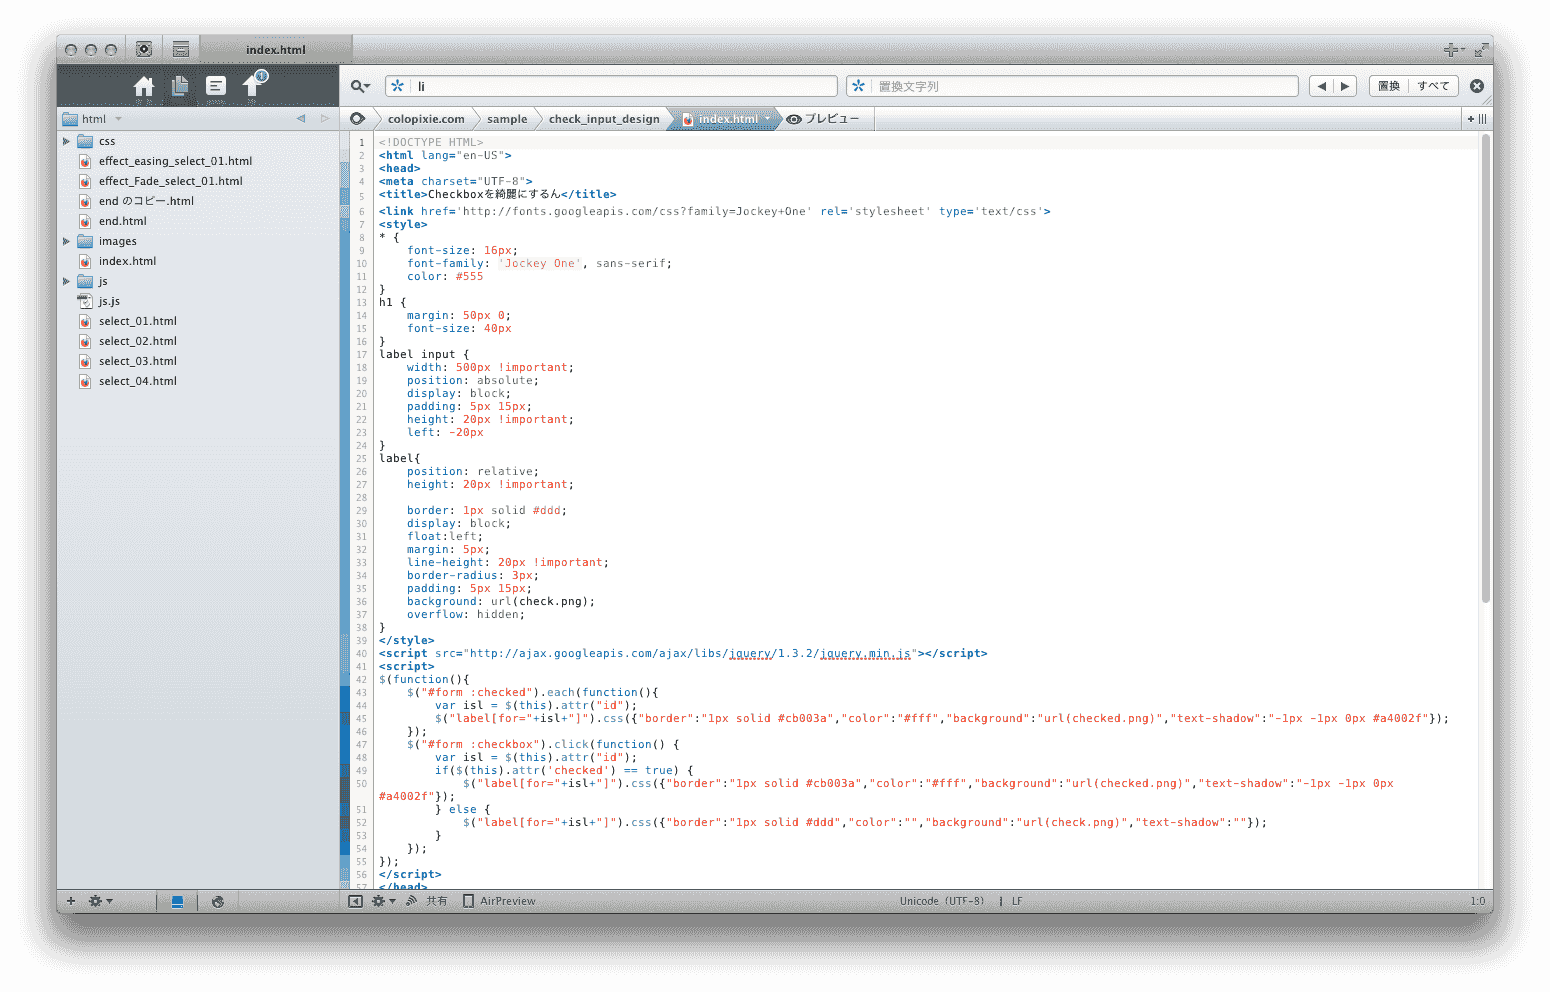 index.html
li
置換文字列
置換
すべて
html
colopixie.com
sample
check_input_design
index.html
プレビュー
css
effect_easing_select_01.html
effect_Fade_select_01.html
end のコピー.html
end.html
images
index.html
js
js.js
select_01.html
select_02.html
select_03.html
select_04.html
1 <!DOCTYPE HTML>
2 <html lang="en-US">
3 <head>
4 <meta charset="UTF-8">
5 <title>Checkboxを綺麗にするん</title>
6 <link href='http://fonts.googleapis.com/css?family=Jockey+One' rel='stylesheet' type='text/css'>
7 <style>
8 * {
9     font-size: 16px;
10     font-family: 'Jockey One', sans-serif;
11     color: #555
12 }
13 h1 {
14     margin: 50px 0;
15     font-size: 40px
16 }
17 label input {
18     width: 500px !important;
19     position: absolute;
20     display: block;
21     padding: 5px 15px;
22     height: 20px !important;
23     left: -20px
24 }
25 label{
26     position: relative;
27     height: 20px !important;
28
29     border: 1px solid #ddd;
30     display: block;
31     float:left;
32     margin: 5px;
33     line-height: 20px !important;
34     border-radius: 3px;
35     padding: 5px 15px;
36     background: url(check.png);
37     overflow: hidden;
38 }
39 </style>
40 <script src="http://ajax.googleapis.com/ajax/libs/jquery/1.3.2/jquery.min.js"></script>
41 <script>
42 $(function(){
43     $("#form :checked").each(function(){
44         var isl = $(this).attr("id");
45         $("label[for="+isl+"]").css({"border":"1px solid #cb003a","color":"#fff","background":"url(checked.png)","text-shadow":"-1px -1px 0px #a4002f"});
46     });
47     $("#form :checkbox").click(function() {
48         var isl = $(this).attr("id");
49         if($(this).attr('checked') == true) {
50             $("label[for="+isl+"]").css({"border":"1px solid #cb003a","color":"#fff","background":"url(checked.png)","text-shadow":"-1px -1px 0px
#a4002f"});
51         } else {
52             $("label[for="+isl+"]").css({"border":"1px solid #ddd","color":"","background":"url(check.png)","text-shadow":""});
53         }
54     });
55 });
56 </script>
57 </head>
共有
AirPreview
Unicode (UTF-8)
LF
1:0